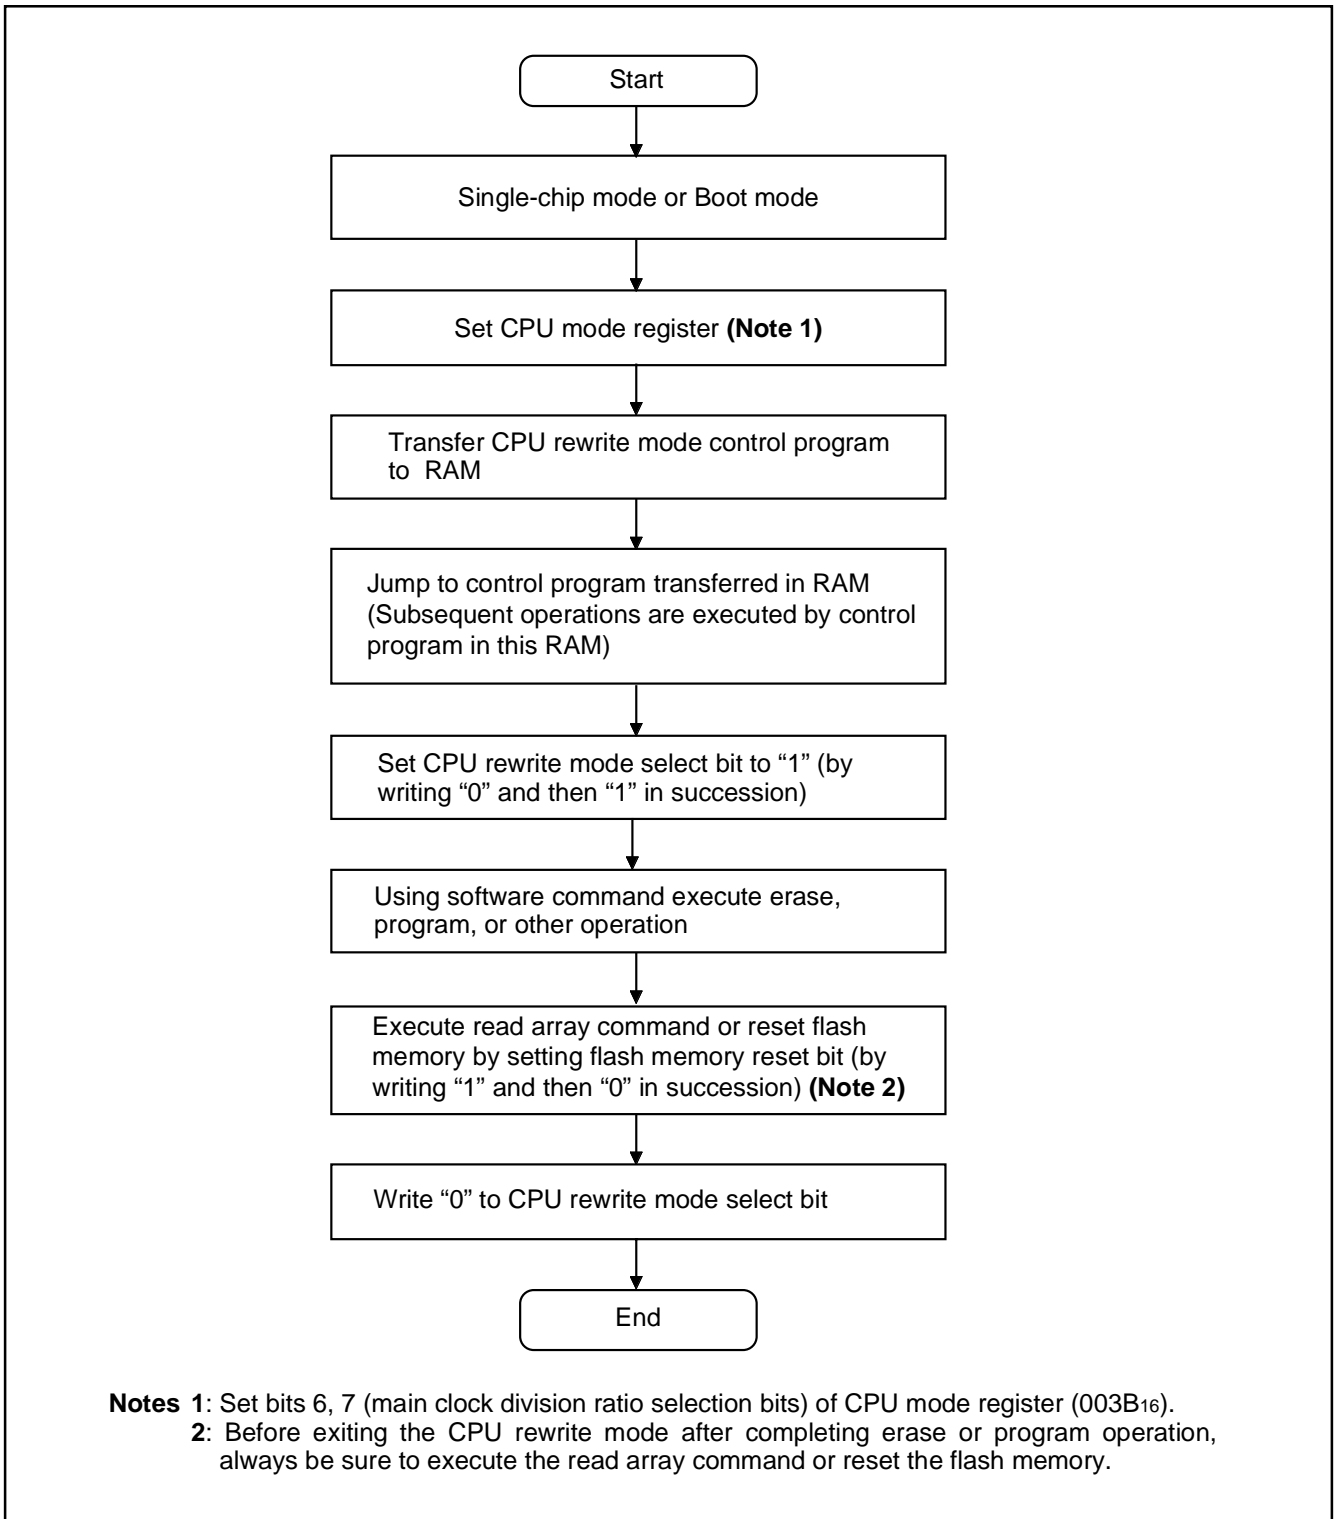 Start
Single-chip mode or Boot mode
Set CPU mode register (Note 1)
Transfer CPU rewrite mode control program
to RAM
Jump to control program transferred in RAM
(Subsequent operations are executed by control
program in this RAM)
Set CPU rewrite mode select bit to “1” (by
writing “0” and then “1” in succession)
Using software command execute erase,
program, or other operation
Execute read array command or reset flash
memory by setting flash memory reset bit (by
writing “1” and then “0” in succession) (Note 2)
Write “0” to CPU rewrite mode select bit
End
Notes 1: Set bits 6, 7 (main clock division ratio selection bits) of CPU mode register (003B16).
2: Before exiting the CPU rewrite mode after completing erase or program operation,
always be sure to execute the read array command or reset the flash memory.